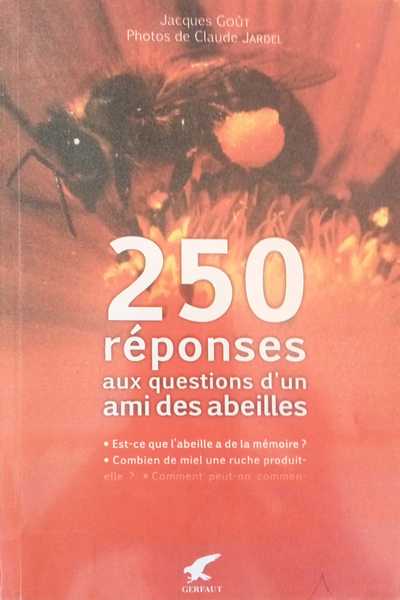 Jacques GOÛT
Photos de Claude JARDEL
250
réponses
aux questions d'un
ami des abeilles
• Est-ce que l'abeille a de la mémoire ?
• Combien de miel une ruche produit-
elle ? • Comment peut-on commen-
GERFAUT